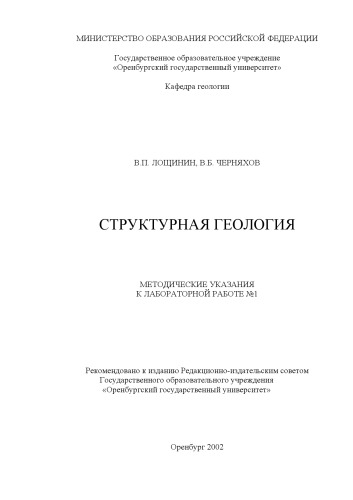 МИНИСТЕРСТВО ОБРАЗОВАНИЯ РОССИЙСКОЙ ФЕДЕРАЦИИ
Государственное образовательное учреждение
«Оренбургский государственный университет»
Кафедра геологии
В.П. ЛОЩИНИН, В.Б. ЧЕРНЯХОВ
СТРУКТУРНАЯ ГЕОЛОГИЯ
МЕТОДИЧЕСКИЕ УКАЗАНИЯ
К ЛАБОРАТОРНОЙ РАБОТЕ №1
Рекомендовано к изданию Редакционно-издательским советом
Государственного образовательного учреждения
«Оренбургский государственный университет»
Оренбург 2002